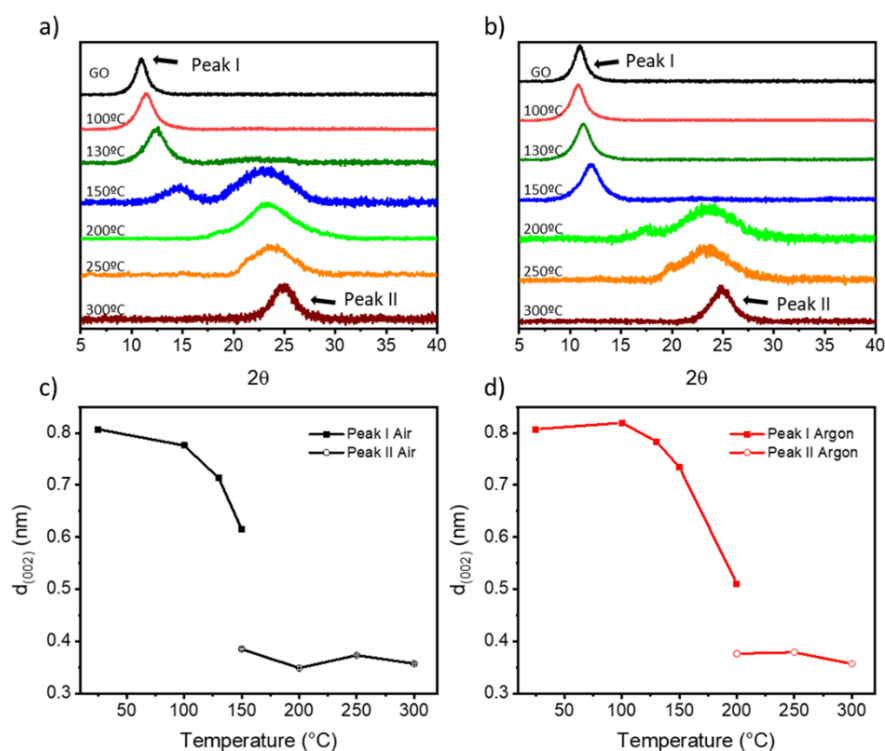 a)
Peak I
GO
100ºC
130ºC
150ºC
200ºC
250ºC
300ºC
Peak II
5 10 15 20 25 30 35 40
2θ
b)
Peak I
GO
100ºC
130ºC
150ºC
200ºC
250ºC
300ºC
Peak II
5 10 15 20 25 30 35 40
2θ
c)
Peak I Air
Peak II Air
0.8
0.7
0.6
0.5
0.4
0.3
d(002) (nm)
50 100 150 200 250 300
Temperature (°C)
d)
Peak I Argon
Peak II Argon
0.8
0.7
0.6
0.5
0.4
0.3
d(002) (nm)
50 100 150 200 250 300
Temperature (°C)